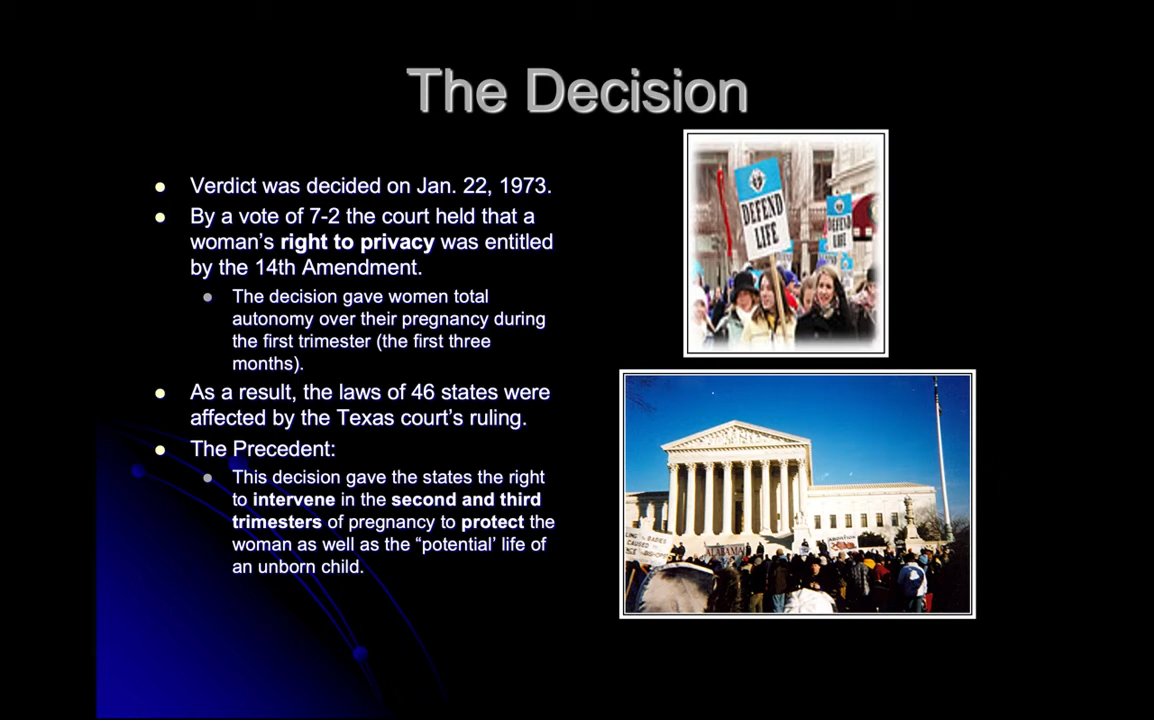 The Decision
Verdict was decided on Jan. 22, 1973.
By a vote of 7-2 the court held that a
woman's right to privacy was entitled
by the 14th Amendment.
The decision gave women total
autonomy over their pregnancy during
the first trimester (the first three
months).
As a result, the laws of 46 states were
affected by the Texas court's ruling.
The Precedent:
This decision gave the states the right
to intervene in the second and third
trimesters of pregnancy to protect the
woman as well as the “potential’ life of
an unborn child.
DEFEND
LIFE
DEFEND
LIFE
ALABAMA